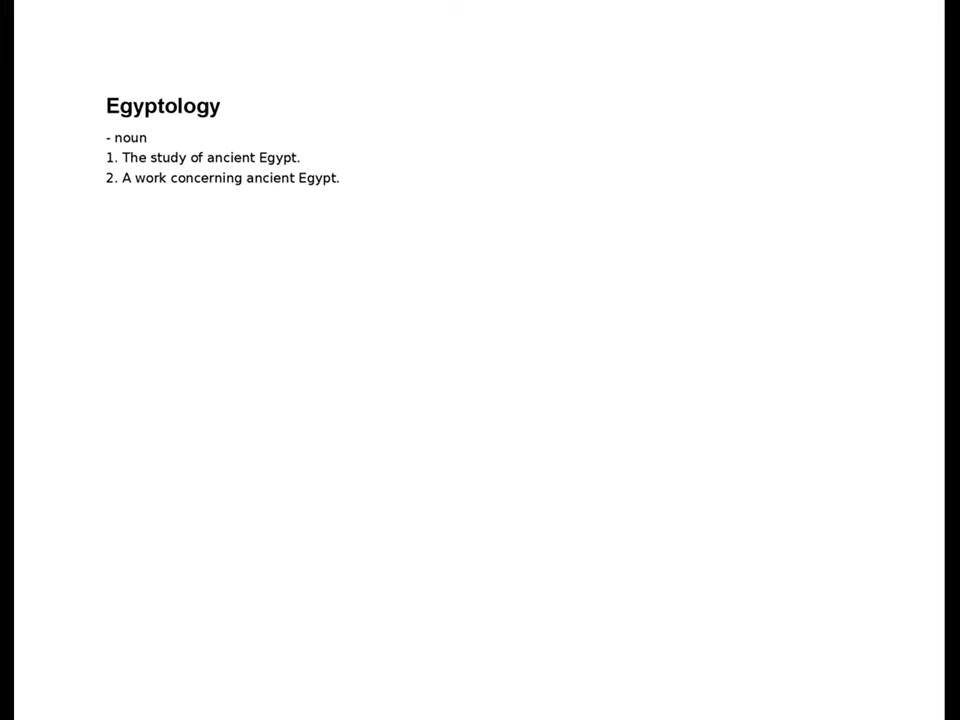 Egyptology
- noun
1. The study of ancient Egypt.
2. A work concerning ancient Egypt.